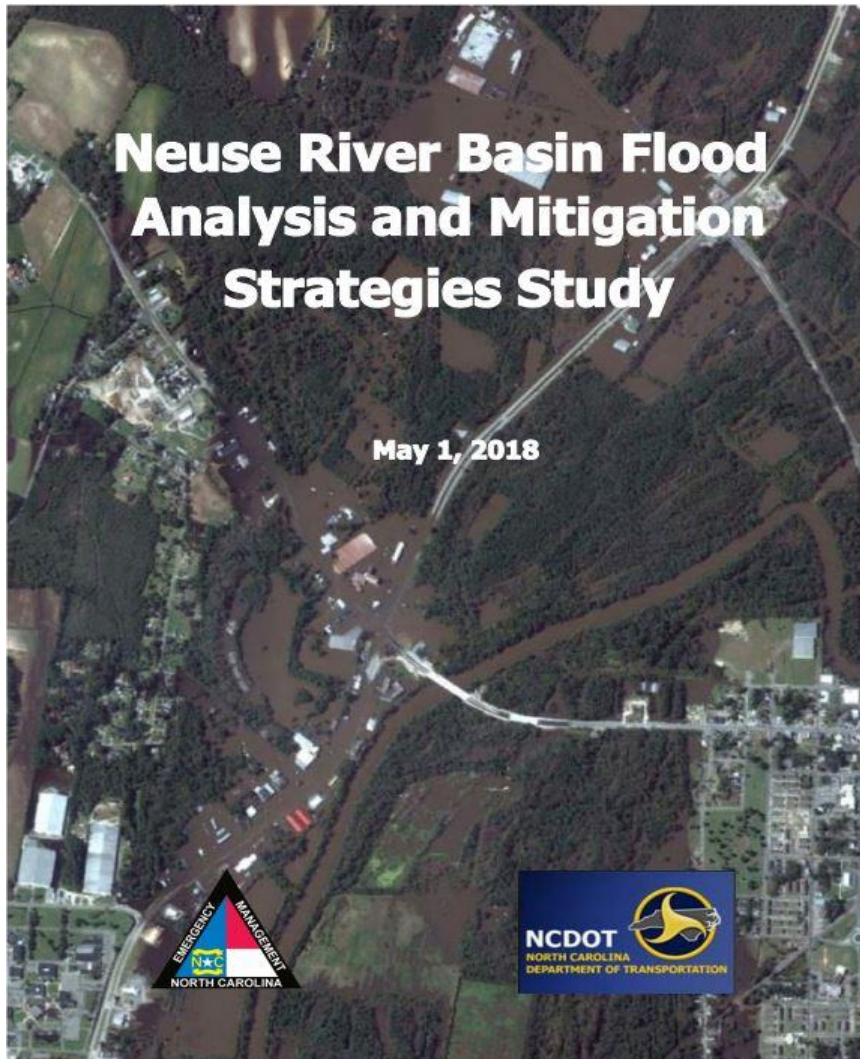 Neuse River Basin Flood
Analysis and Mitigation
Strategies Study
May 1, 2018
EMERGENCY
MANAGEMENT
N★C
NORTH CAROLINA
NCDOT
NORTH CAROLINA
DEPARTMENT OF TRANSPORTATION